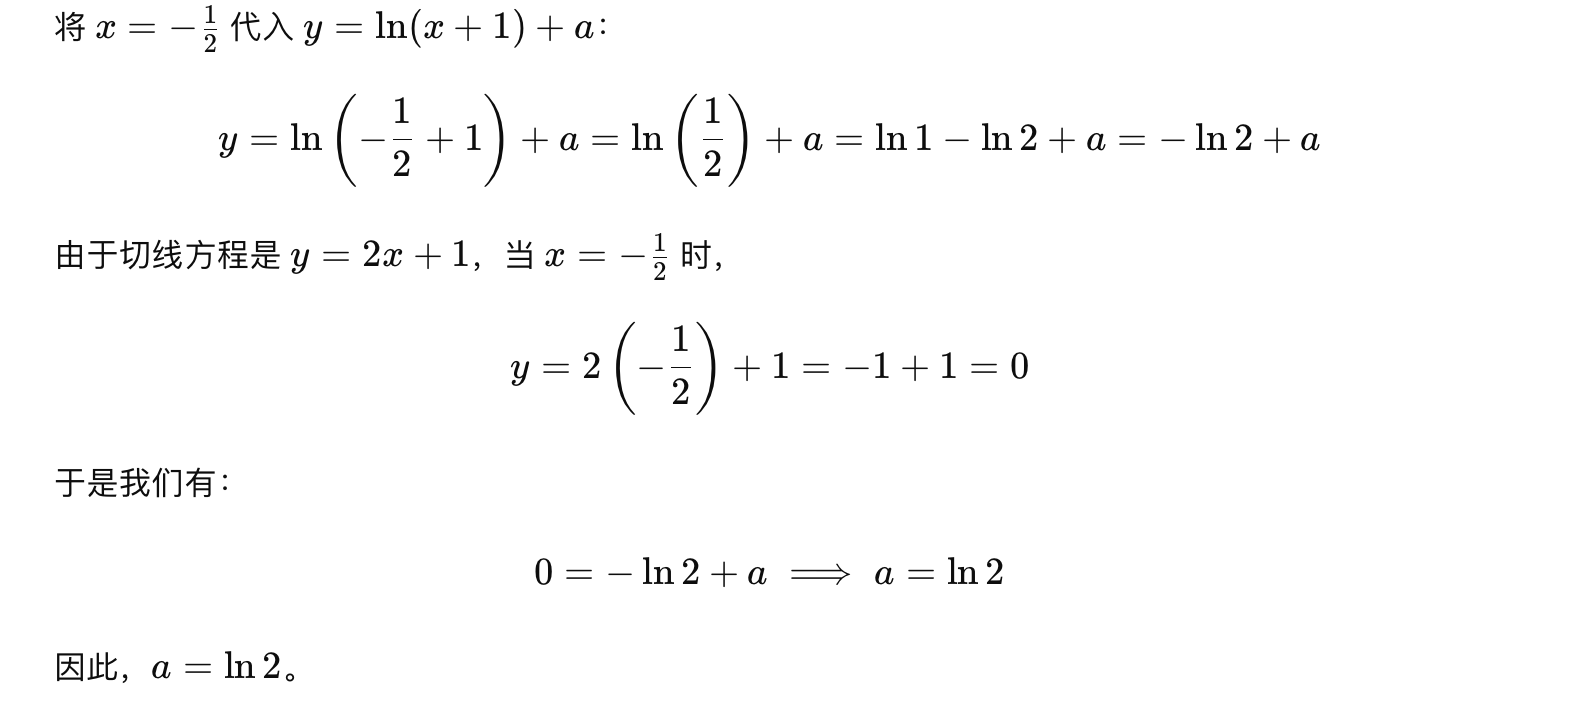 将 x = −1/2 代入 y = ln(x + 1) + a：
y = ln(−1/2 + 1) + a = ln(1/2) + a = ln 1 − ln 2 + a = − ln 2 + a
由于切线方程是 y = 2x + 1，当 x = −1/2 时，
y = 2(−1/2) + 1 = −1 + 1 = 0
于是我们有：
0 = − ln 2 + a ⟹ a = ln 2
因此，a = ln 2。